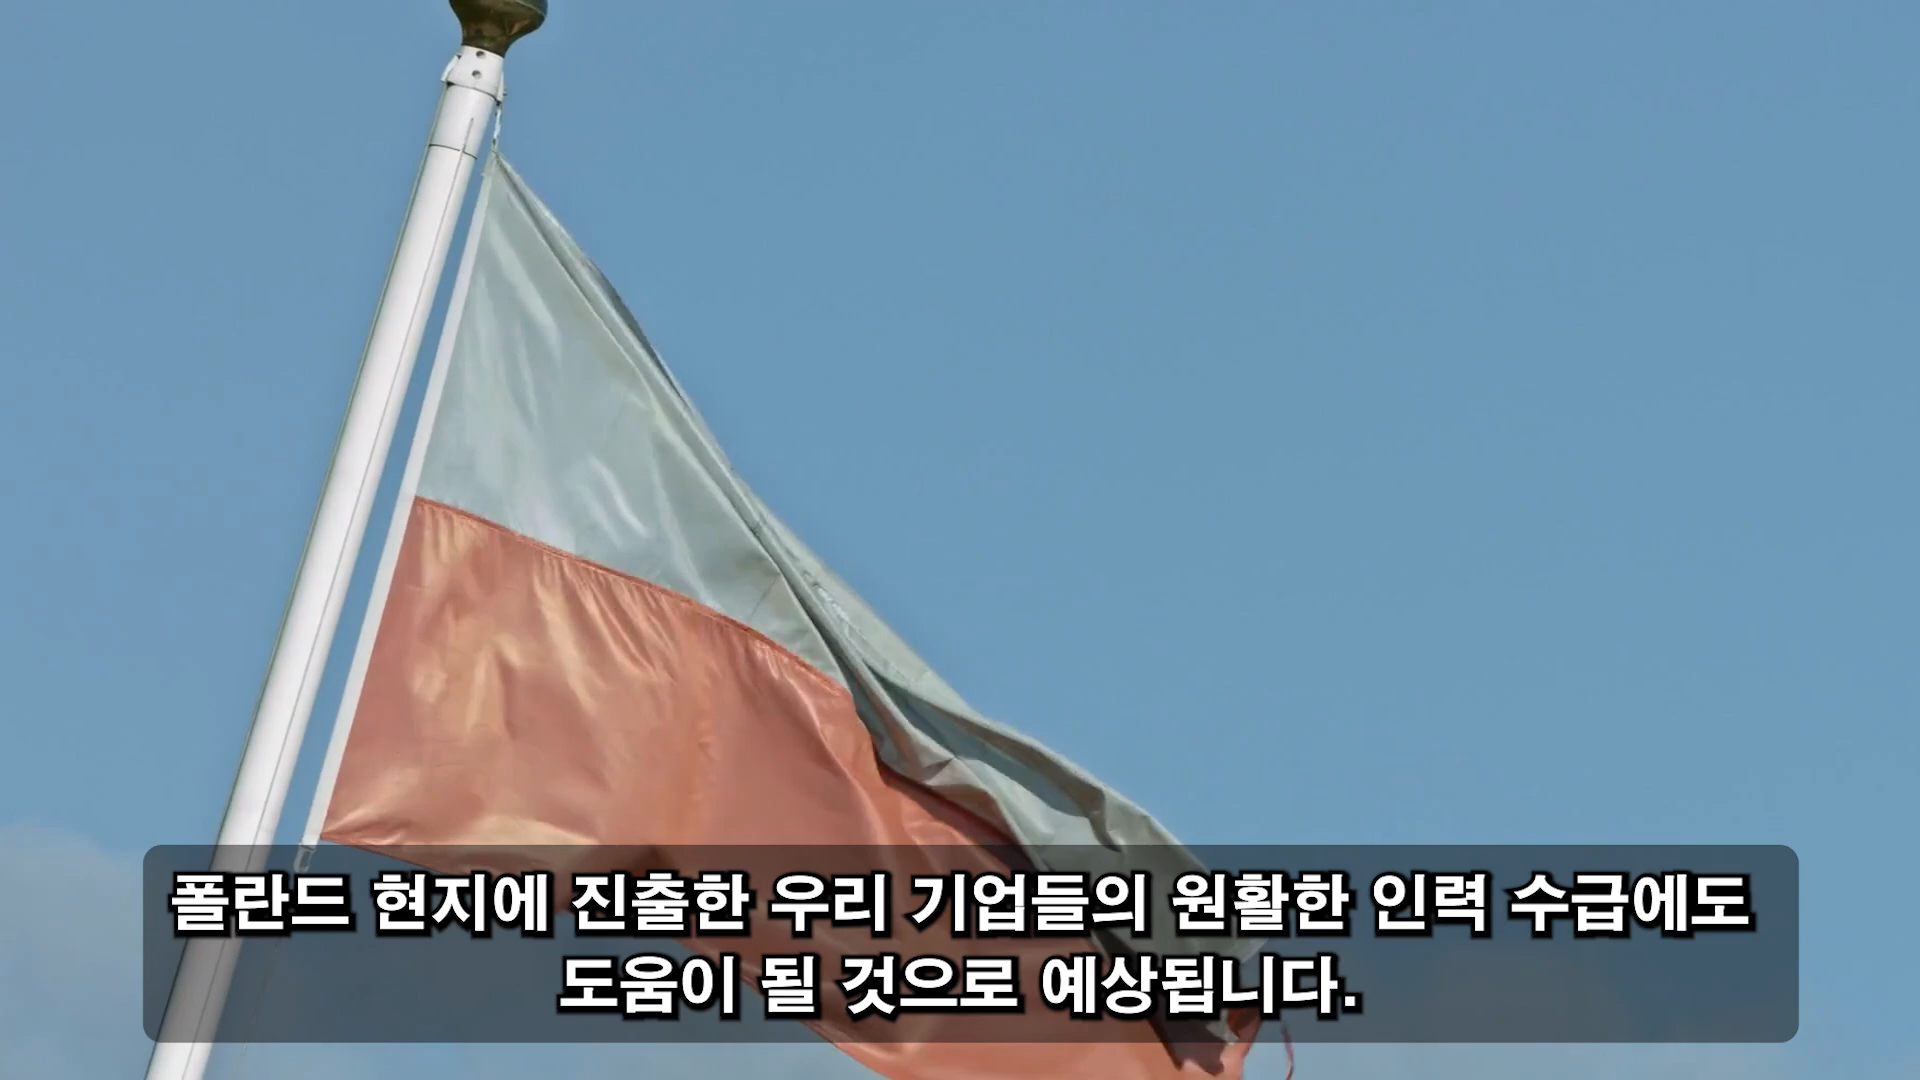 폴란드 현지에 진출한 우리 기업들의 원활한 인력 수급에도
도움이 될 것으로 예상됩니다.